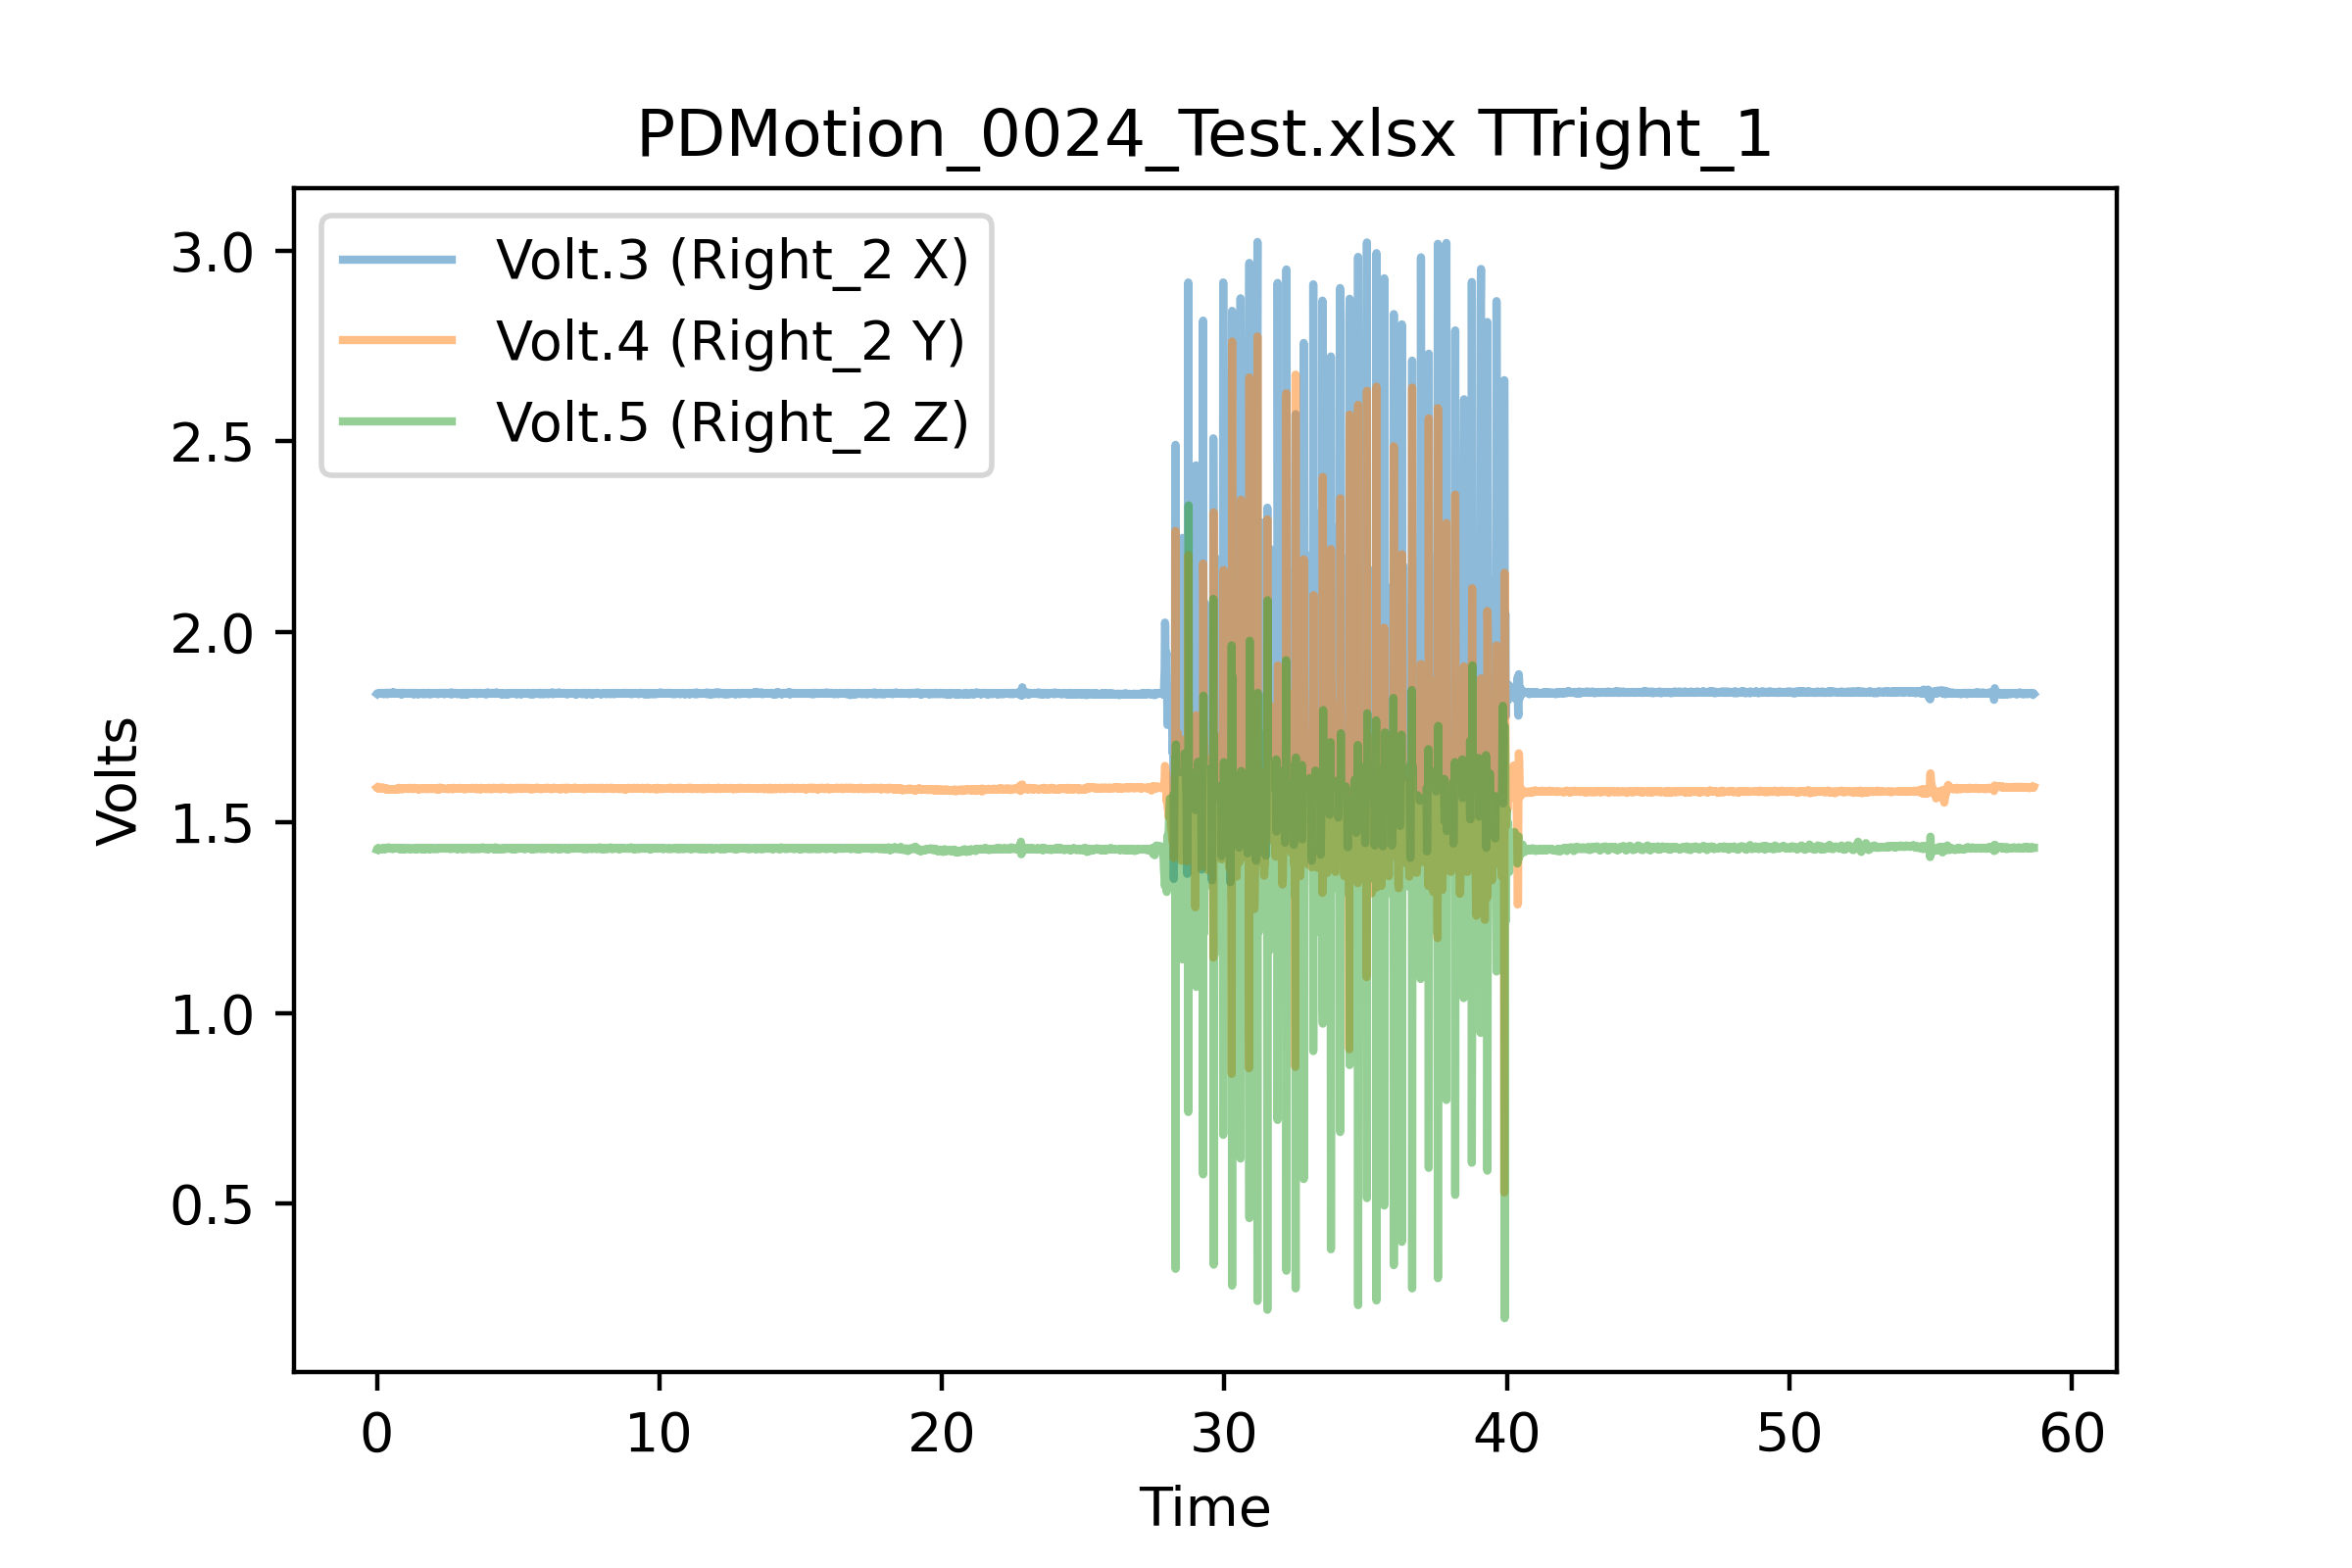 PDMotion_0024_Test.xlsx TTright_1
Volt.3 (Right_2 X)
Volt.4 (Right_2 Y)
Volt.5 (Right_2 Z)
3.0
2.5
2.0
1.5
1.0
0.5
Volts
0 10 20 30 40 50 60
Time